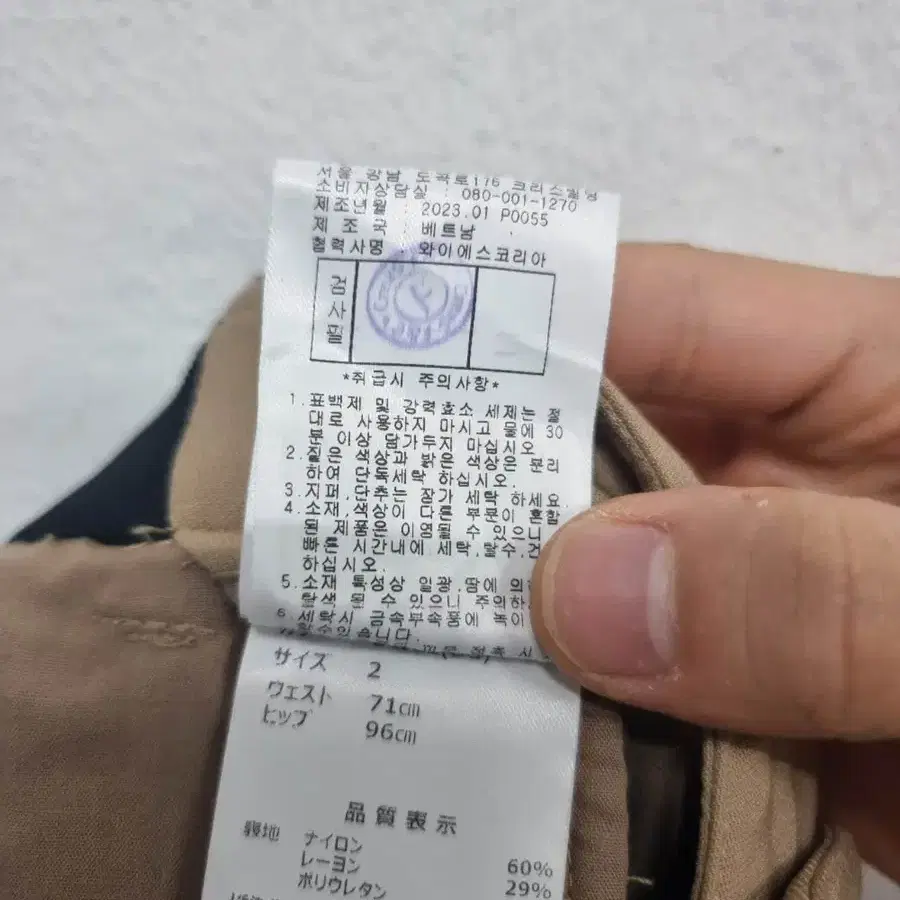 서울 강남 도곡로176
소비자상담실 : 080-001-1270
제조년월 : 2023.01 P0055
제 조 국 : 베트남
협력사명 : 와이에스코리아
검사필
*취급시 주의사항*
1.표백제 및 강력효소 세제는 절
대로 사용하지 마시고 물에 30
분 이상 담가두지 마십시오
2.짙은 색상과 밝은 색상은 분리
하여 단독세탁 하십시오.
3.지퍼,단추는 잠가 세탁 하세요
4.소재,색상이 다른 부분이 혼합
된 제품은 이염될 수 있으니
빠른 시간내에 세탁,탈수,건
하십시오.
5.소재 특성상 일광,땀에 의
탈색 될 수 있으니 주의하
6.세탁시 금속부속품에 녹이
할수있습니다.
サイズ 2
ウェスト 71cm
ヒップ 96cm
品質表示
ナイロン 60%
レーヨン 29%
ポリウレタン